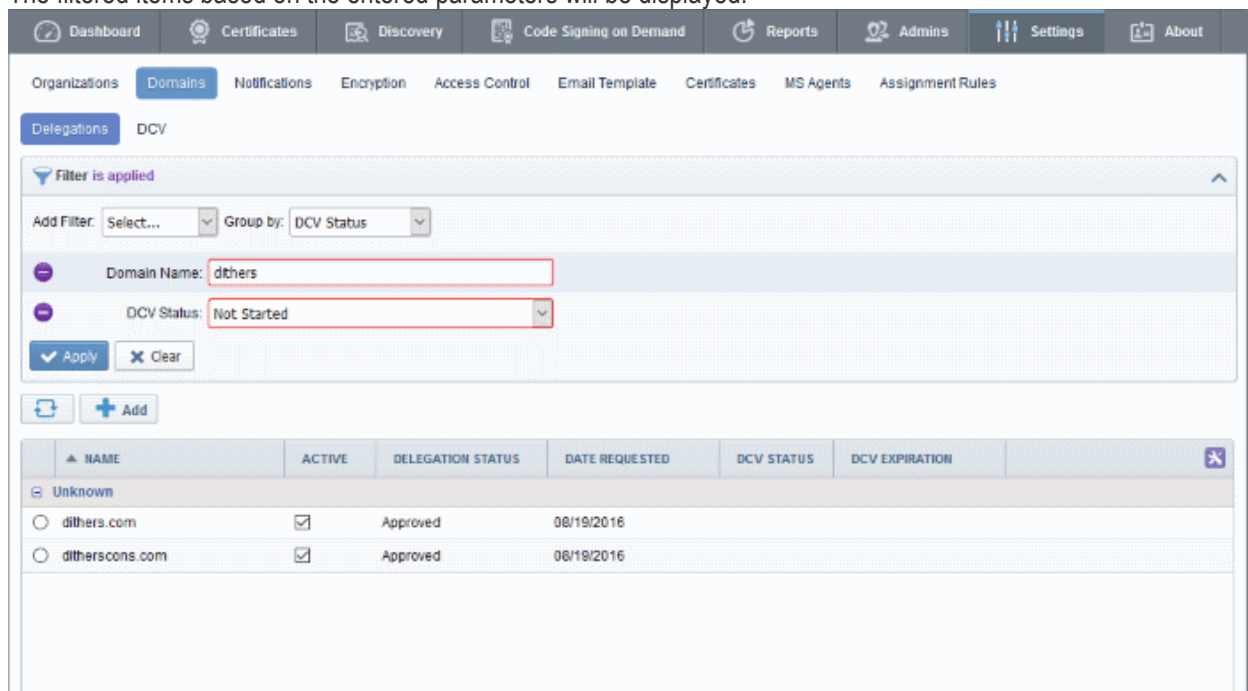 The filtered items based on the entered parameters will be displayed.
Dashboard Certificates Discovery Code Signing on Demand Reports Admins Settings About
Organizations Domains Notifications Encryption Access Control Email Template Certificates MS Agents Assignment Rules
Delegations DCV
Filter is applied
Add Filter: Select... Group by: DCV Status
Domain Name: dithers
DCV Status: Not Started
Apply Clear
Add
NAME ACTIVE DELEGATION STATUS DATE REQUESTED DCV STATUS DCV EXPIRATION
Unknown
dithers.com Approved 08/19/2016
ditherscons.com Approved 08/19/2016